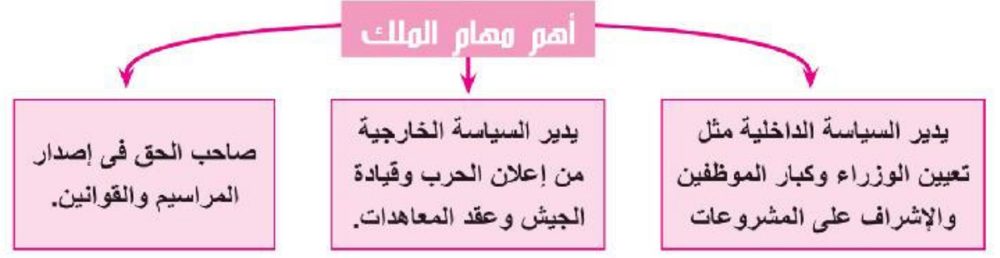 أهم مهام الملك
يدير السياسة الداخلية مثل
تعيين الوزراء وكبار الموظفين
والإشراف على المشروعات
يدير السياسة الخارجية
من إعلان الحرب وقيادة
الجيش وعقد المعاهدات.
صاحب الحق فى إصدار
المراسيم والقوانين.